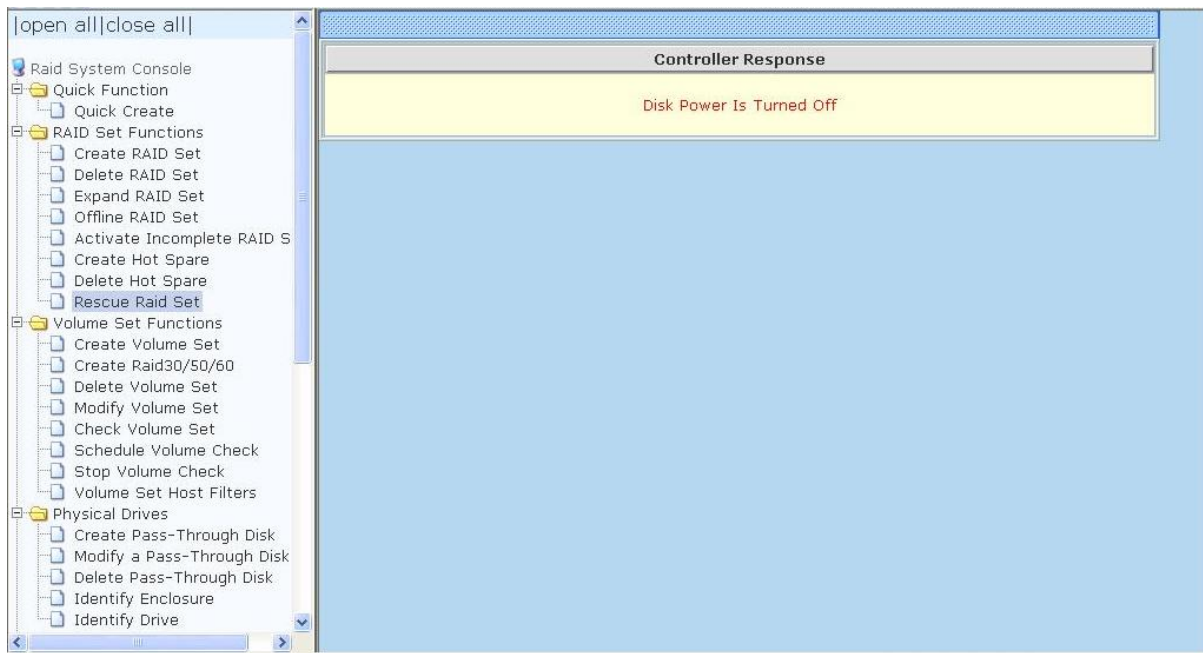 |open all|close all|
Raid System Console
Quick Function
Quick Create
RAID Set Functions
Create RAID Set
Delete RAID Set
Expand RAID Set
Offline RAID Set
Activate Incomplete RAID S
Create Hot Spare
Delete Hot Spare
Rescue Raid Set
Volume Set Functions
Create Volume Set
Create Raid30/50/60
Delete Volume Set
Modify Volume Set
Check Volume Set
Schedule Volume Check
Stop Volume Check
Volume Set Host Filters
Physical Drives
Create Pass-Through Disk
Modify a Pass-Through Disk
Delete Pass-Through Disk
Identify Enclosure
Identify Drive
Controller Response
Disk Power Is Turned Off